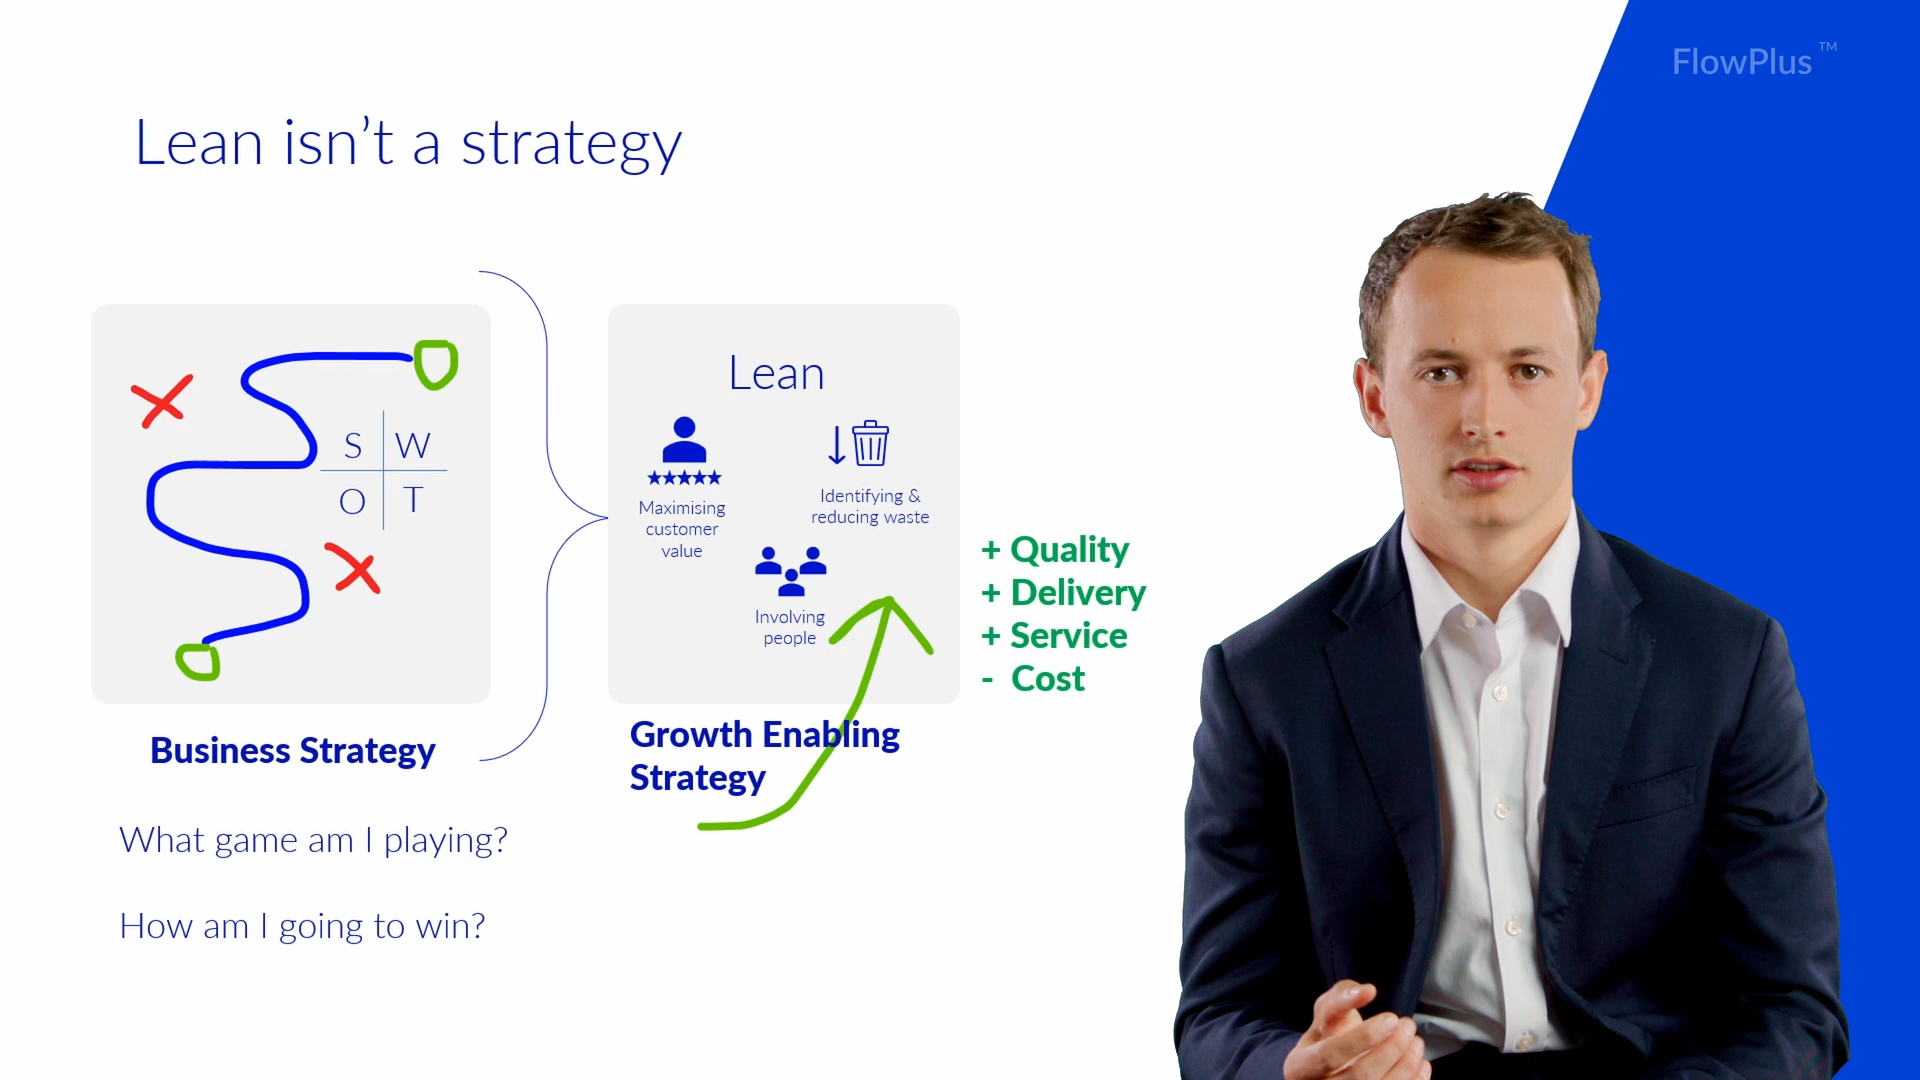 FlowPlus™
Lean isn't a strategy
S W
O T
Business Strategy
What game am I playing?
How am I going to win?
Lean
Maximising
customer
value
Identifying &
reducing waste
Involving
people
Growth Enabling
Strategy
+ Quality
+ Delivery
+ Service
- Cost